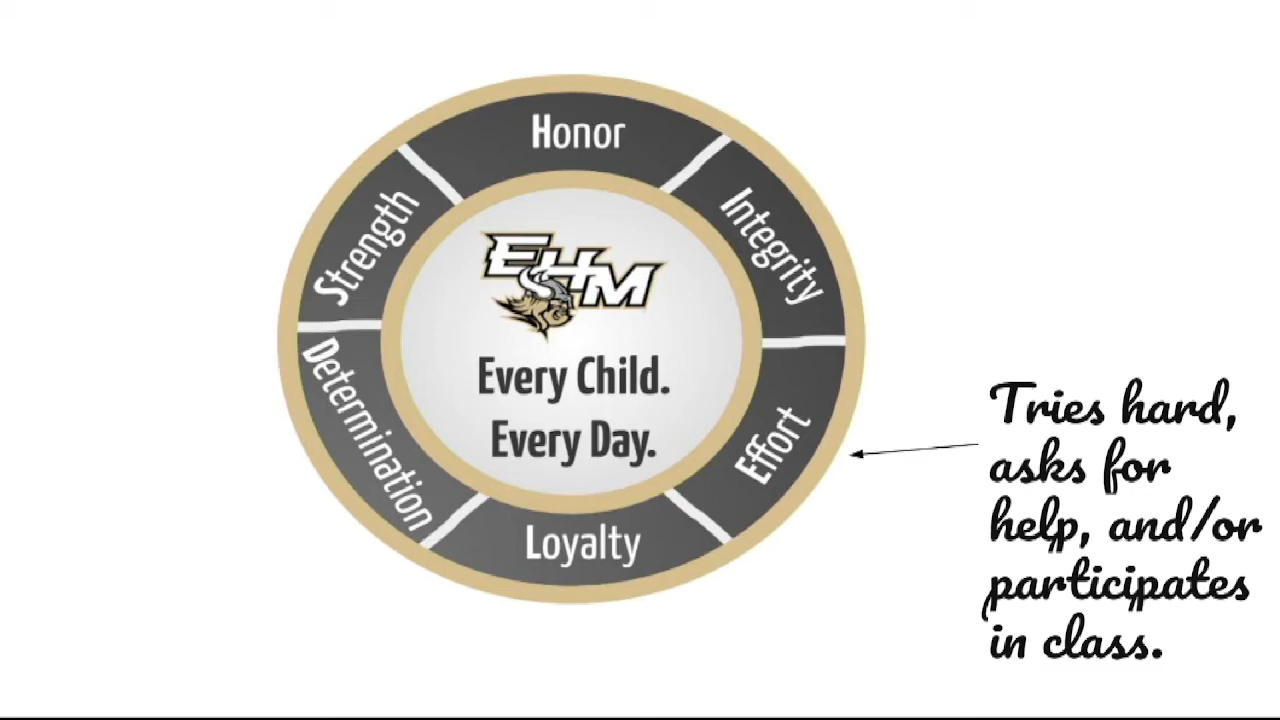 Honor
Integrity
Effort
Loyalty
Determination
Strength
EHM
Every Child.
Every Day.
Tries hard,
asks for
help, and/or
participates
in class.